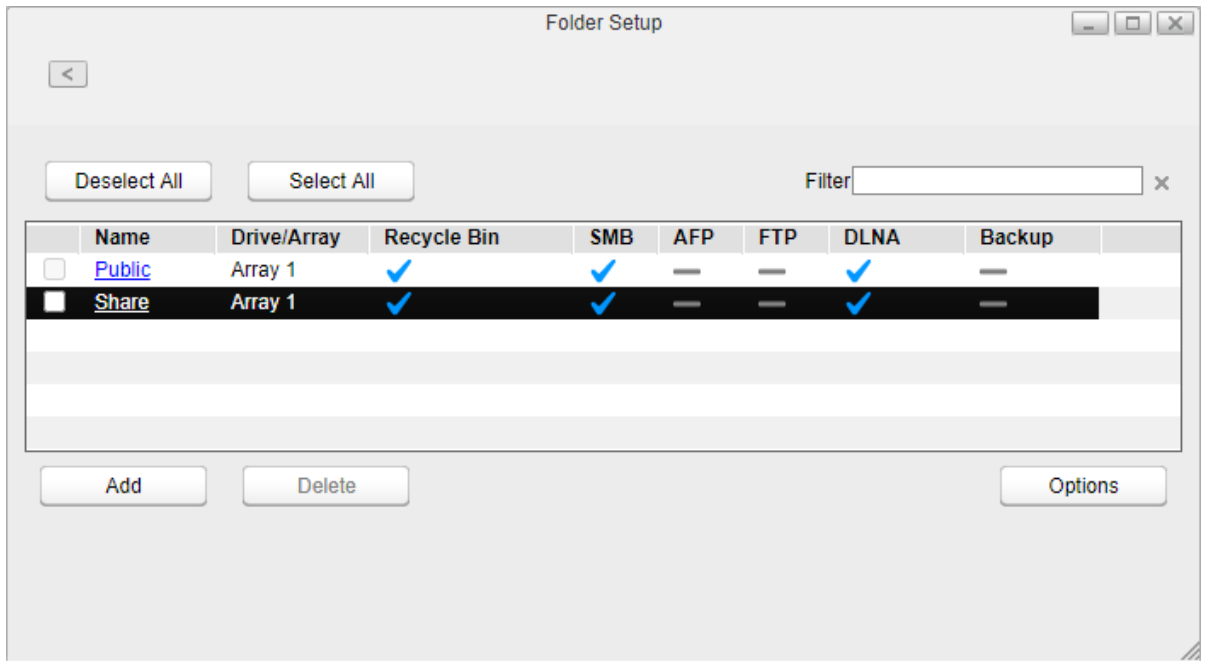 Folder Setup
<
Deselect All Select All Filter
Name Drive/Array Recycle Bin SMB AFP FTP DLNA Backup
Public Array 1
Share Array 1
Add Delete Options